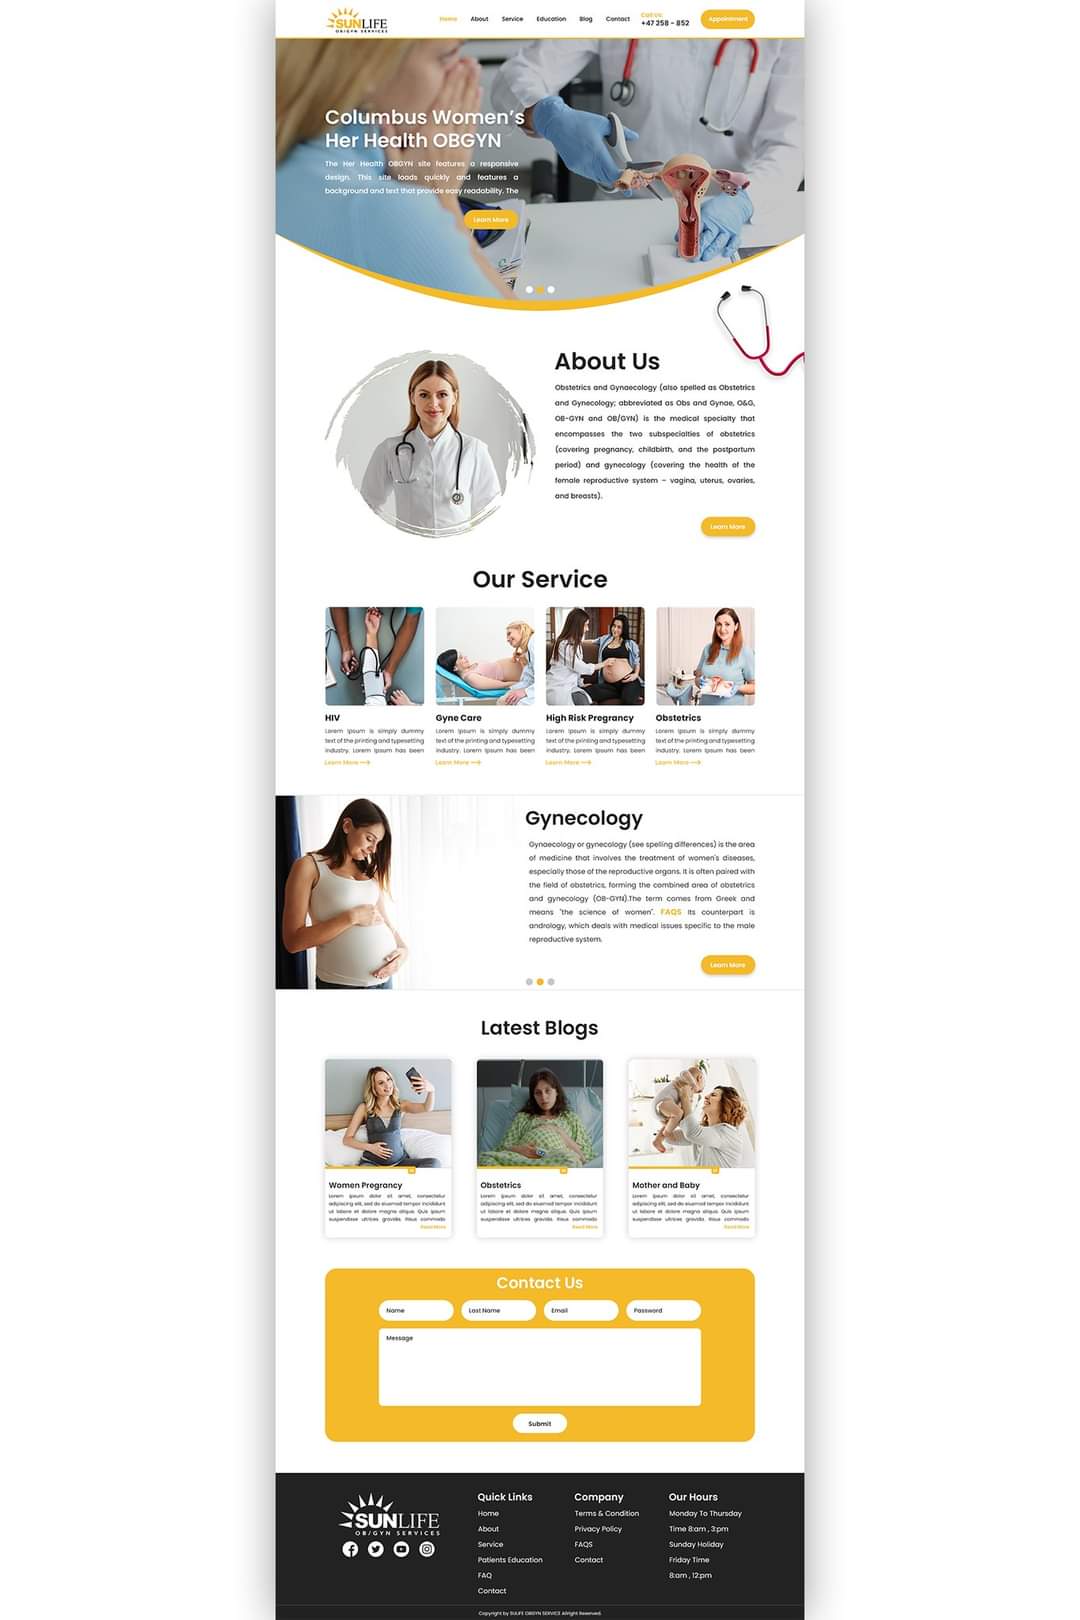 SUNLIFE
OB/GYN SERVICES
Home
About
Service
Education
Blog
Contact
Call Us:
+47 258 - 852
Appointment
Columbus Women's
Her Health OBGYN
The Her Health OBGYN site features a responsive
design. This site loads quickly and features a
background and text that provide easy readability. The
Learn More
About Us
Obstetrics and Gynaecology (also spelled as Obstetrics
and Gynecology; abbreviated as Obs and Gynae, O&G,
OB-GYN and OB/GYN) is the medical specialty that
encompasses the two subspecialties of obstetrics
(covering pregnancy, childbirth, and the postpartum
period) and gynecology (covering the health of the
female reproductive system – vagina, uterus, ovaries,
and breasts).
Learn More
Our Service
HIV
Lorem Ipsum is simply dummy
text of the printing and typesetting
industry. Lorem Ipsum has been
Learn More
Gyne Care
Lorem Ipsum is simply dummy
text of the printing and typesetting
industry. Lorem Ipsum has been
Learn More
High Risk Pregrancy
Lorem Ipsum is simply dummy
text of the printing and typesetting
industry. Lorem Ipsum has been
Learn More
Obstetrics
Lorem Ipsum is simply dummy
text of the printing and typesetting
industry. Lorem Ipsum has been
Learn More
Gynecology
Gynaecology or gynecology (see spelling differences) is the area
of medicine that involves the treatment of women's diseases,
especially those of the reproductive organs. It is often paired with
the field of obstetrics, forming the combined area of obstetrics
and gynecology (OB-GYN).The term comes from Greek and
means "the science of women". FAQS Its counterpart is
andrology, which deals with medical issues specific to the male
reproductive system.
Learn More
Latest Blogs
Women Pregrancy
Lorem ipsum dolor sit amet, consectetur
adipiscing elit, sed do eiusmod tempor incididunt
ut labore et dolore magna aliqua. Quis ipsum
suspendisse ultrices gravida. Risus commodo
Read More
Obstetrics
Lorem ipsum dolor sit amet, consectetur
adipiscing elit, sed do eiusmod tempor incididunt
ut labore et dolore magna aliqua. Quis ipsum
suspendisse ultrices gravida. Risus commodo
Read More
Mother and Baby
Lorem ipsum dolor sit amet, consectetur
adipiscing elit, sed do eiusmod tempor incididunt
ut labore et dolore magna aliqua. Quis ipsum
suspendisse ultrices gravida. Risus commodo
Read More
Contact Us
Name
Last Name
Email
Password
Message
Submit
SUNLIFE
OB/GYN SERVICES
Quick Links
Home
About
Service
Patients Education
FAQ
Contact
Company
Terms & Condition
Privacy Policy
FAQS
Contact
Our Hours
Monday To Thursday
Time 8:am , 3:pm
Sunday Holiday
Friday Time
8:am , 12:pm
Copyright by SULIFE OBGYN SERVICE Allright Reserved.